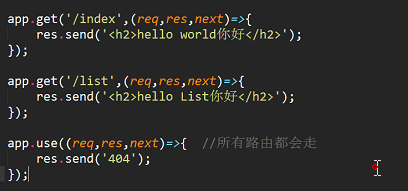 app.get('/index',(req,res,next)=>{
res.send('<h2>hello world你好</h2>');
});
app.get('/list',(req,res,next)=>{
res.send('<h2>hello List你好</h2>');
});
app.use((req,res,next)=>{ //所有路由都会走
res.send('404');
});